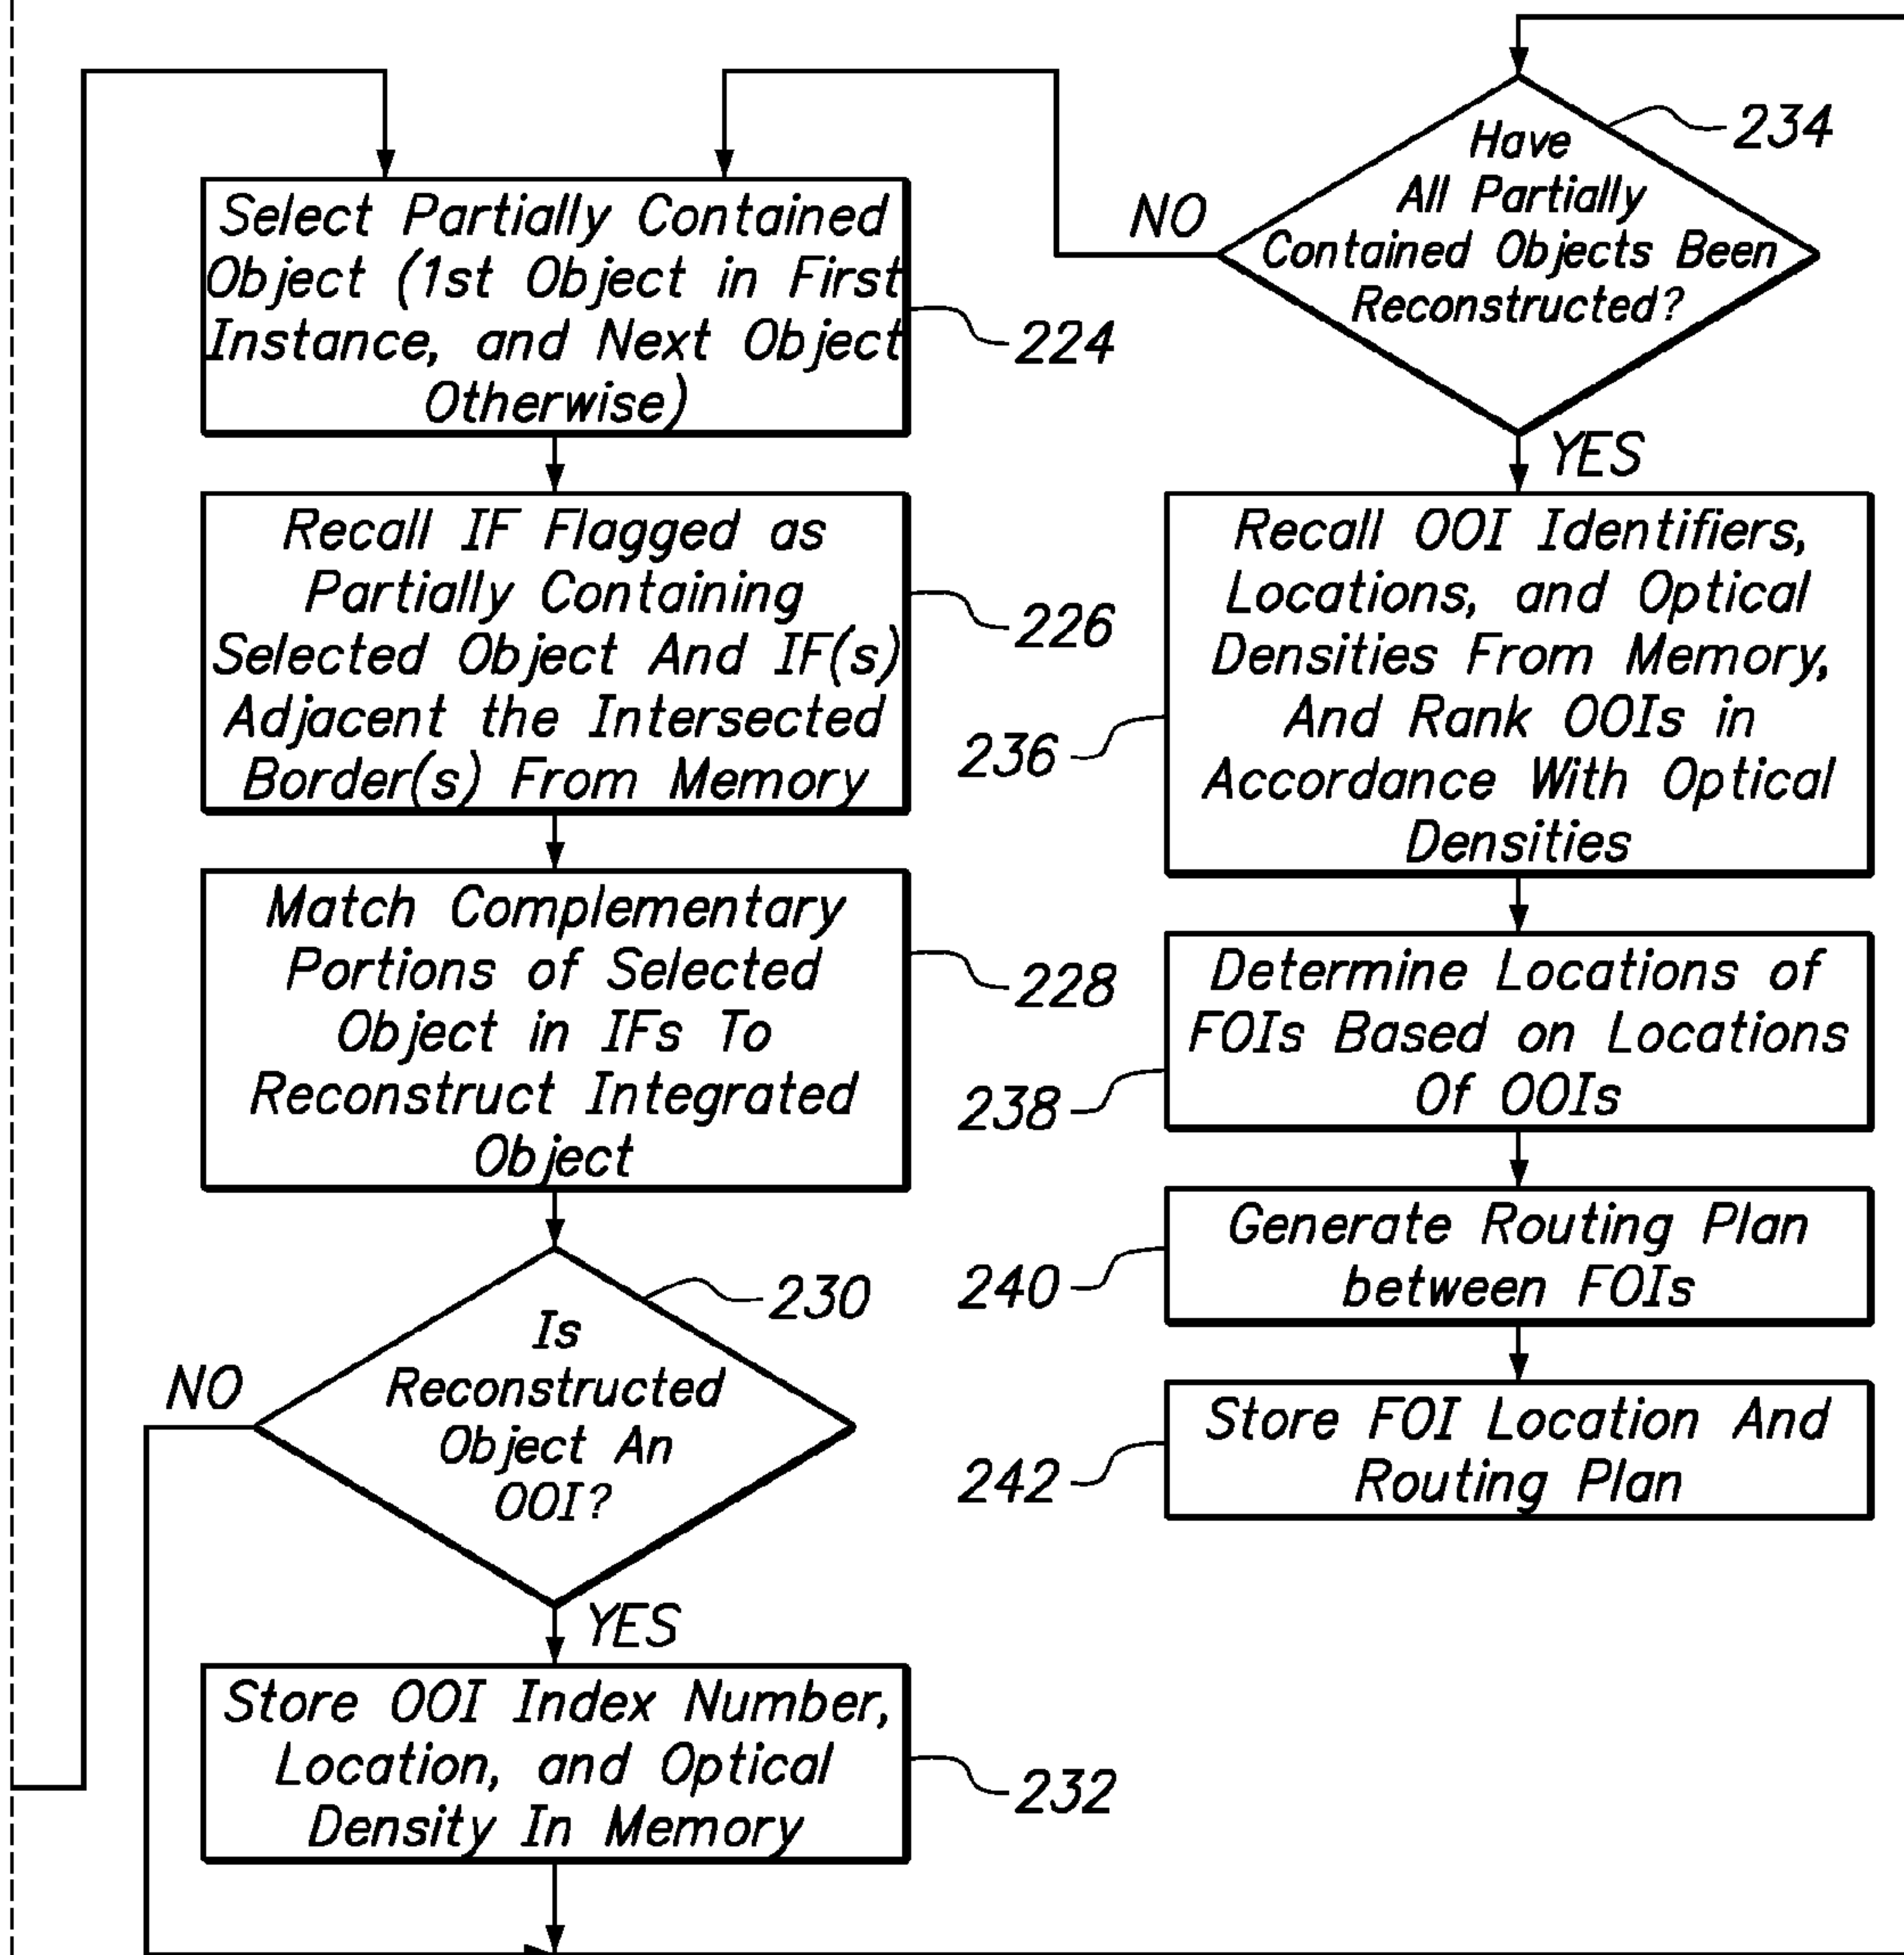 Select Partially Contained
Object (1st Object in First
Instance, and Next Object
Otherwise)
224
Recall IF Flagged as
Partially Containing
Selected Object And IF(s)
Adjacent the Intersected
Border(s) From Memory
226
Match Complementary
Portions of Selected
Object in IFs To
Reconstruct Integrated
Object
228
Is
Reconstructed
Object An
OOI?
230
NO
YES
Store OOI Index Number,
Location, and Optical
Density In Memory
232
Have
All Partially
Contained Objects Been
Reconstructed?
234
NO
YES
Recall OOI Identifiers,
Locations, and Optical
Densities From Memory,
And Rank OOIs in
Accordance With Optical
Densities
236
Determine Locations of
FOIs Based on Locations
Of OOIs
238
Generate Routing Plan
between FOIs
240
Store FOI Location And
Routing Plan
242